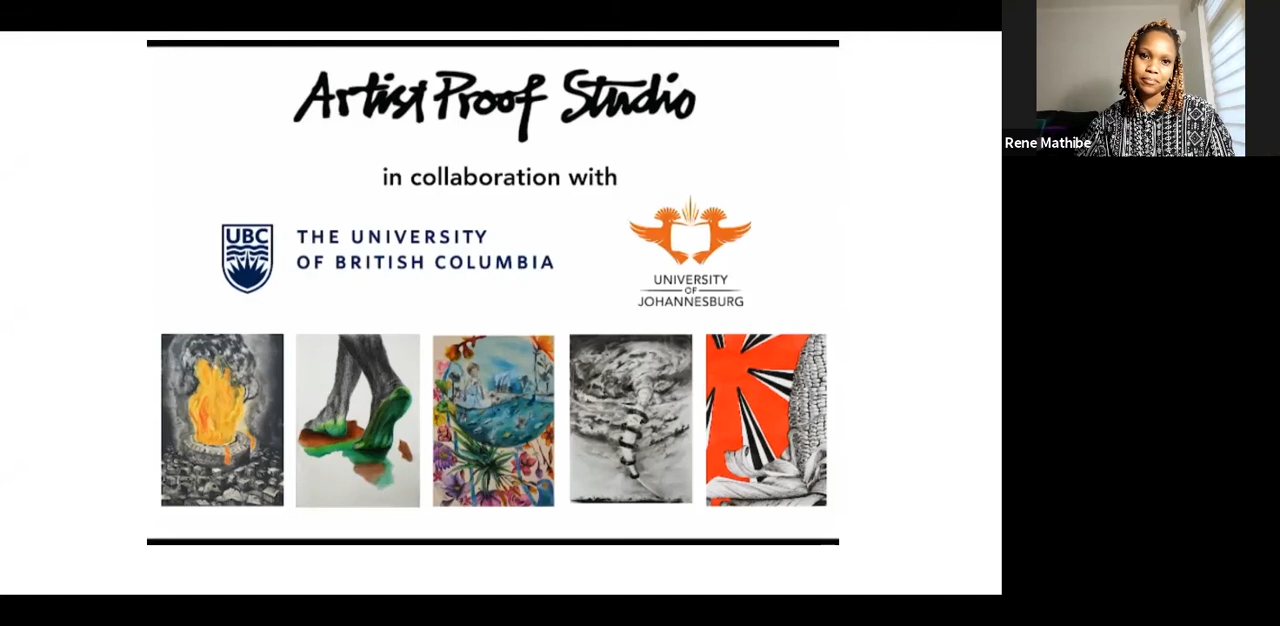 Artist Proof Studio
in collaboration with
UBC
THE UNIVERSITY
OF BRITISH COLUMBIA
UNIVERSITY
OF
JOHANNESBURG
Rene Mathibe